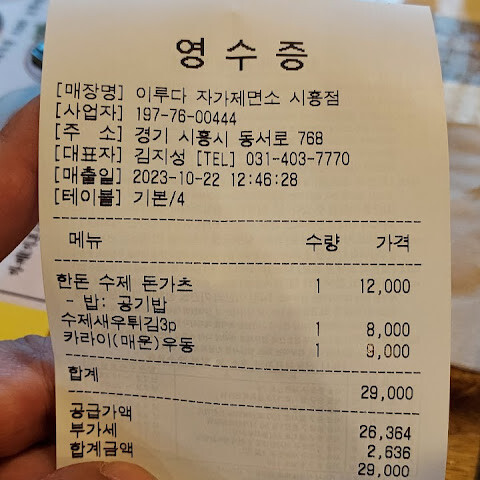 영 수 증
[매장명] 이루다 자가제면소 시흥점
[사업자] 197-76-00444
[주 소] 경기 시흥시 동서로 768
[대표자] 김지성 [TEL] 031-403-7770
[매출일] 2023-10-22 12:46:28
[테이블] 기본/4
메뉴 수량 가격
한돈 수제 돈가츠 1 12,000
- 밥: 공기밥
수제새우튀김3p 1 8,000
카라이(매운)우동 1 9,000
합계 29,000
공급가액 26,364
부가세 2,636
합계금액 29,000